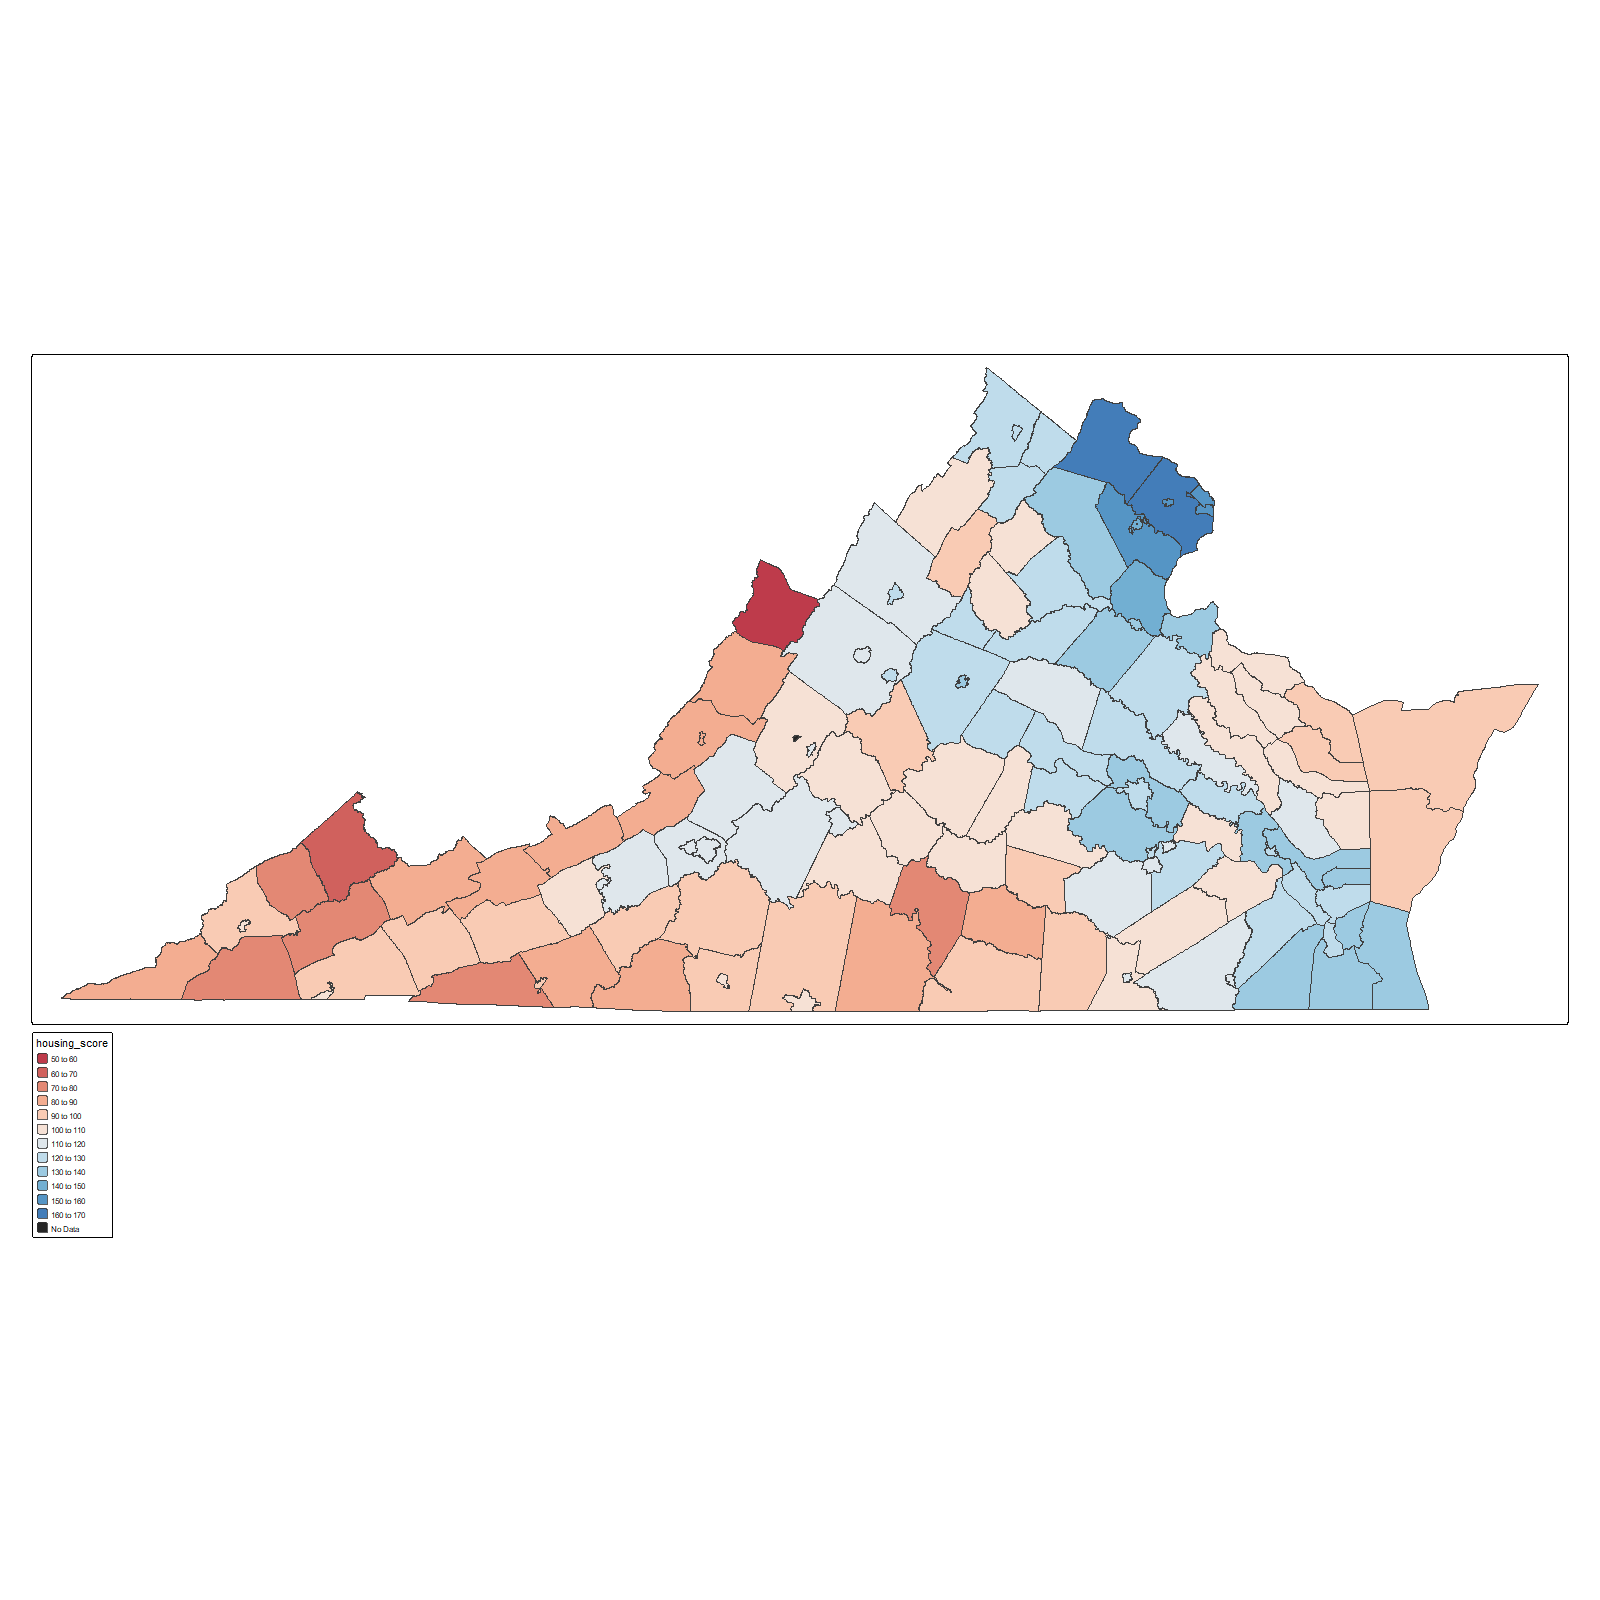 housing_score
50 to 60
60 to 70
70 to 80
80 to 90
90 to 100
100 to 110
110 to 120
120 to 130
130 to 140
140 to 150
150 to 160
160 to 170
No Data